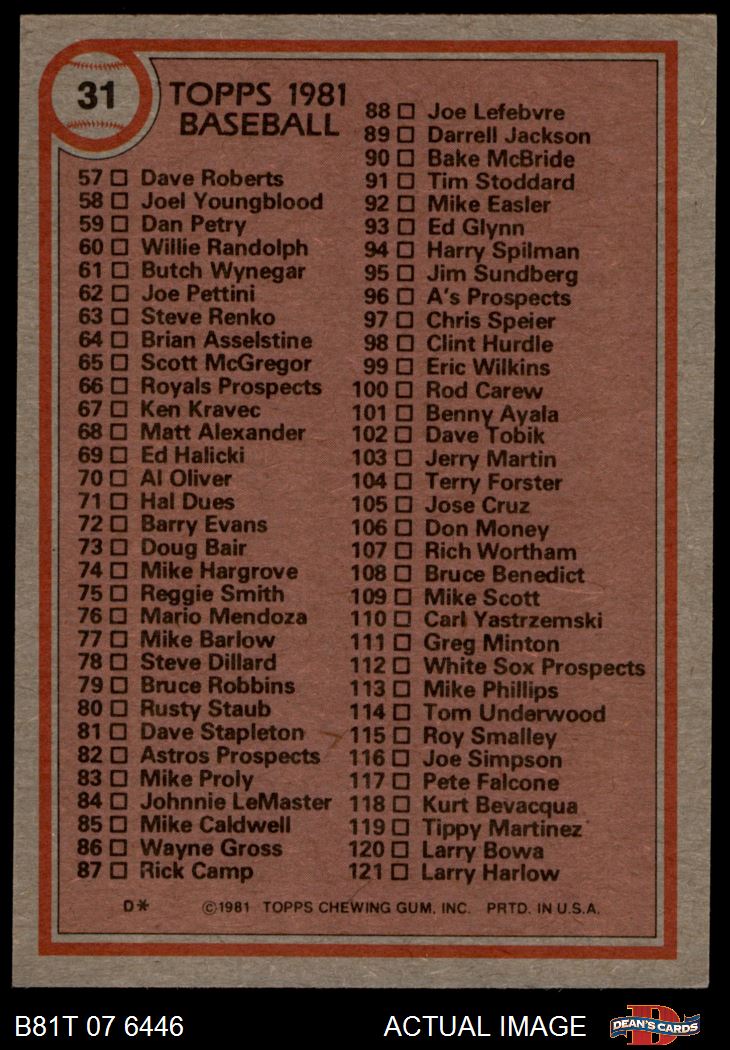 31
TOPPS 1981
BASEBALL
57 Dave Roberts
58 Joel Youngblood
59 Dan Petry
60 Willie Randolph
61 Butch Wynegar
62 Joe Pettini
63 Steve Renko
64 Brian Asselstine
65 Scott McGregor
66 Royals Prospects
67 Ken Kravec
68 Matt Alexander
69 Ed Halicki
70 Al Oliver
71 Hal Dues
72 Barry Evans
73 Doug Bair
74 Mike Hargrove
75 Reggie Smith
76 Mario Mendoza
77 Mike Barlow
78 Steve Dillard
79 Bruce Robbins
80 Rusty Staub
81 Dave Stapleton
82 Astros Prospects
83 Mike Proly
84 Johnnie LeMaster
85 Mike Caldwell
86 Wayne Gross
87 Rick Camp
88 Joe Lefebvre
89 Darrell Jackson
90 Bake McBride
91 Tim Stoddard
92 Mike Easler
93 Ed Glynn
94 Harry Spilman
95 Jim Sundberg
96 A's Prospects
97 Chris Speier
98 Clint Hurdle
99 Eric Wilkins
100 Rod Carew
101 Benny Ayala
102 Dave Tobik
103 Jerry Martin
104 Terry Forster
105 Jose Cruz
106 Don Money
107 Rich Wortham
108 Bruce Benedict
109 Mike Scott
110 Carl Yastrzemski
111 Greg Minton
112 White Sox Prospects
113 Mike Phillips
114 Tom Underwood
115 Roy Smalley
116 Joe Simpson
117 Pete Falcone
118 Kurt Bevacqua
119 Tippy Martinez
120 Larry Bowa
121 Larry Harlow
D* ©1981 TOPPS CHEWING GUM, INC. PRTD. IN U.S.A.
B81T 07 6446 ACTUAL IMAGE D DEAN'S CARDS